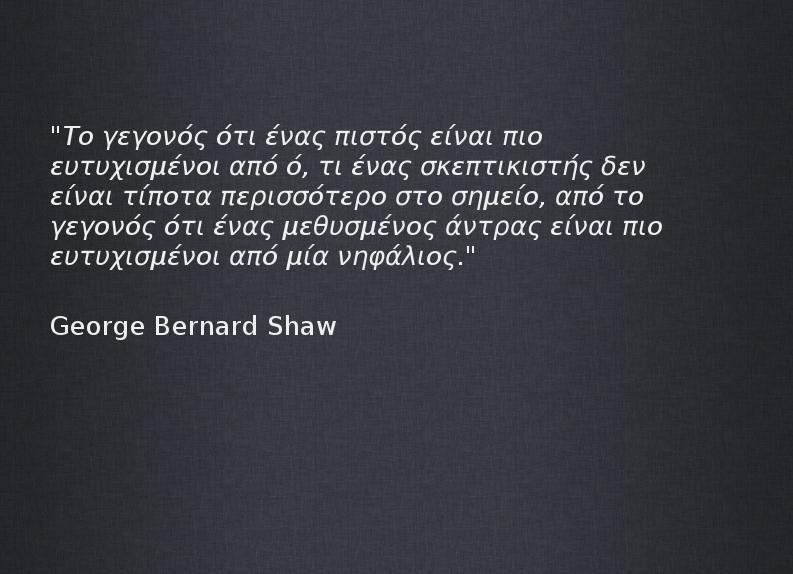 "Το γεγονός ότι ένας πιστός είναι πιο
ευτυχισμένοι από ό, τι ένας σκεπτικιστής δεν
είναι τίποτα περισσότερο στο σημείο, από το
γεγονός ότι ένας μεθυσμένος άντρας είναι πιο
ευτυχισμένοι από μία νηφάλιος."
George Bernard Shaw